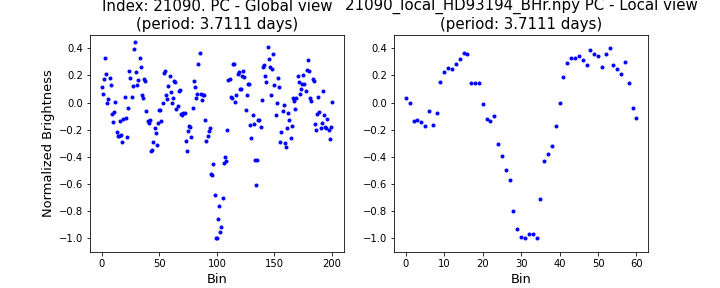 Index: 21090. PC - Global view
(period: 3.7111 days)
21090_local_HD93194_BHr.npy PC - Local view
(period: 3.7111 days)
Normalized Brightness
0.4
0.2
0.0
−0.2
−0.4
−0.6
−0.8
−1.0
0 50 100 150 200
Bin
0.4
0.2
0.0
−0.2
−0.4
−0.6
−0.8
−1.0
0 10 20 30 40 50 60
Bin